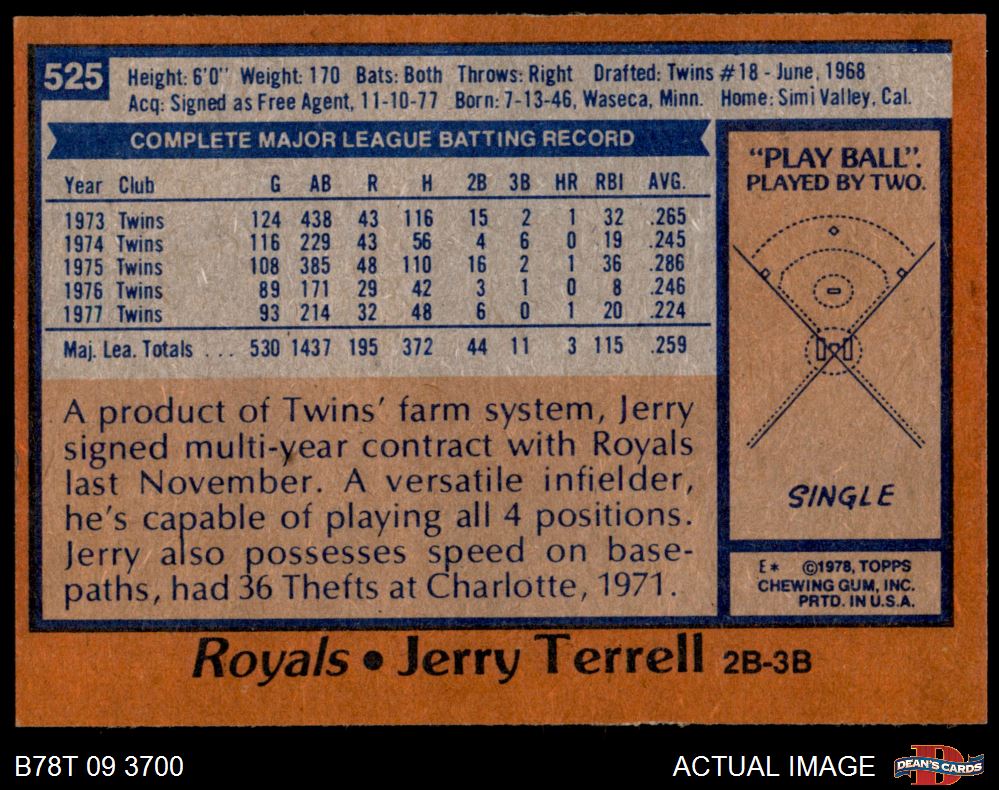 525
Height: 6'0" Weight: 170 Bats: Both Throws: Right Drafted: Twins #18 - June, 1968
Acq: Signed as Free Agent, 11-10-77 Born: 7-13-46, Waseca, Minn. Home: Simi Valley, Cal.
COMPLETE MAJOR LEAGUE BATTING RECORD
Year Club G AB R H 2B 3B HR RBI AVG.
1973 Twins 124 438 43 116 15 2 1 32 .265
1974 Twins 116 229 43 56 4 6 0 19 .245
1975 Twins 108 385 48 110 16 2 1 36 .286
1976 Twins 89 171 29 42 3 1 0 8 .246
1977 Twins 93 214 32 48 6 0 1 20 .224
Maj. Lea. Totals ... 530 1437 195 372 44 11 3 115 .259
A product of Twins' farm system, Jerry
signed multi-year contract with Royals
last November. A versatile infielder,
he's capable of playing all 4 positions.
Jerry also possesses speed on base-
paths, had 36 Thefts at Charlotte, 1971.
"PLAY BALL".
PLAYED BY TWO.
SINGLE
E* ©1978, TOPPS
CHEWING GUM, INC.
PRTD. IN U.S.A.
Royals • Jerry Terrell 2B-3B
B78T 09 3700
ACTUAL IMAGE
D
DEAN'S CARDS